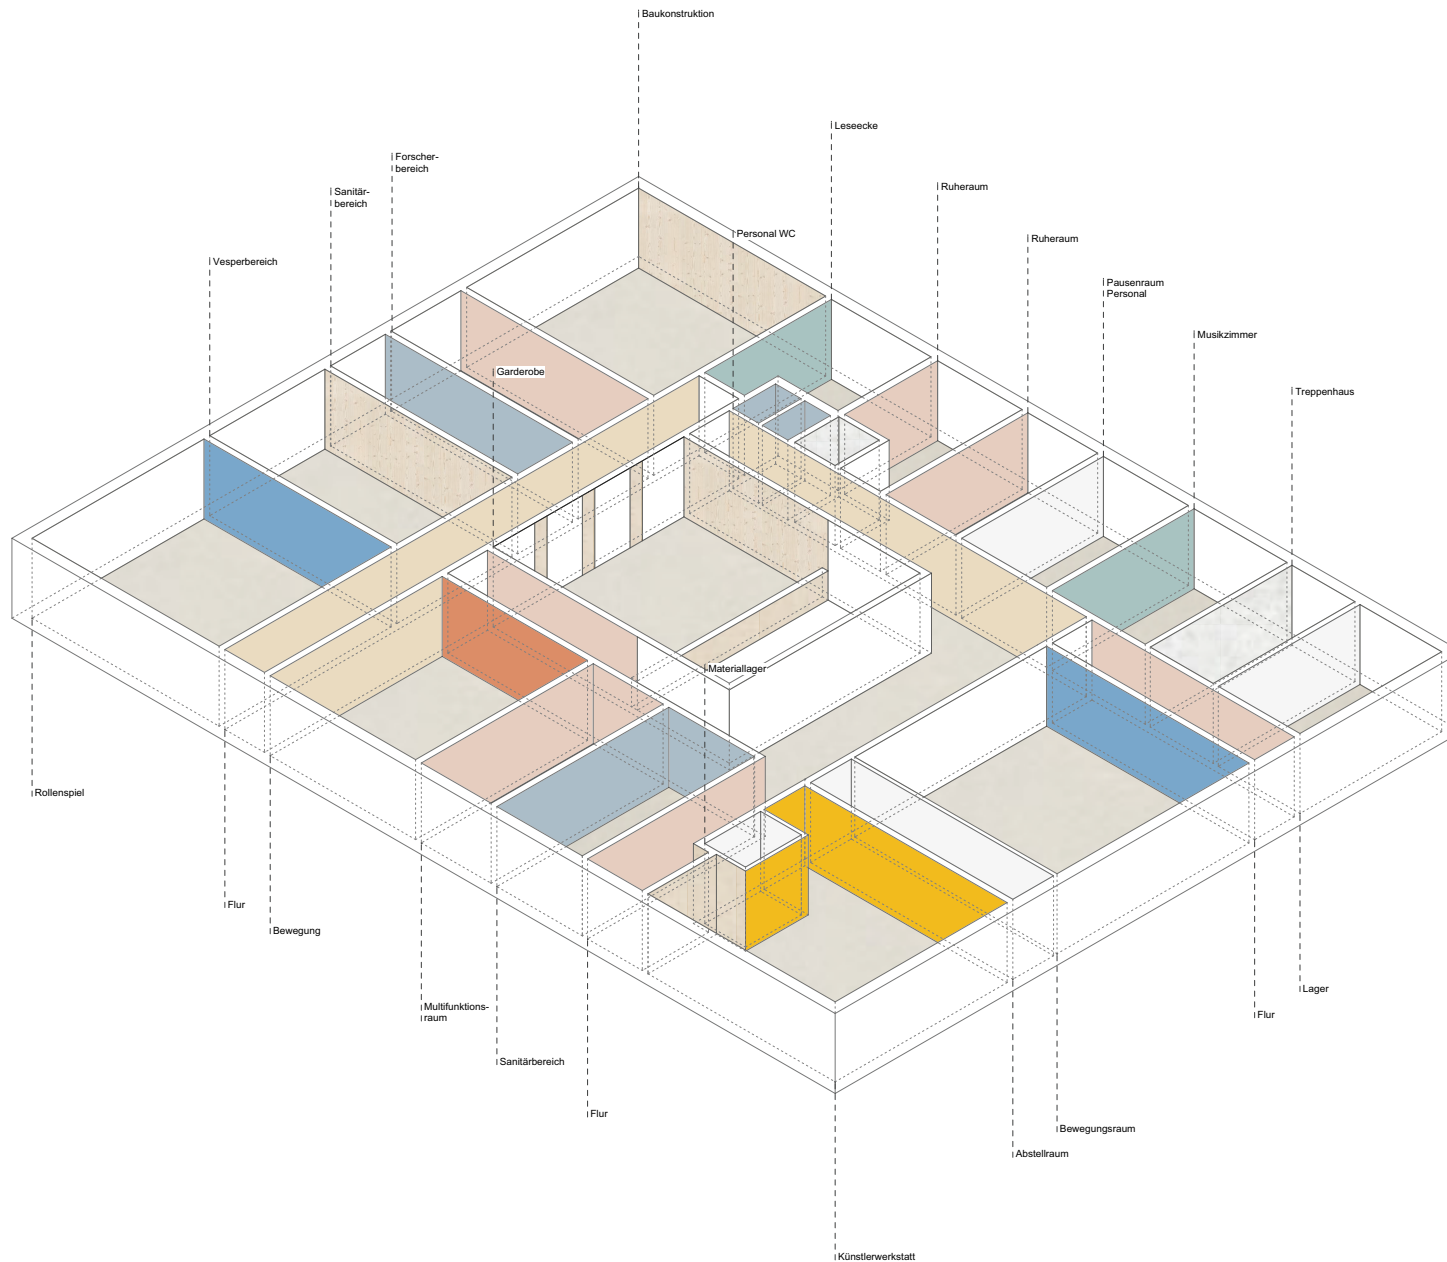 Baukonstruktion
Leseecke
Forscher-
bereich
Ruheraum
Sanitär-
bereich
Personal WC
Ruheraum
Vesperbereich
Pausenraum
Personal
Musikzimmer
Garderobe
Treppenhaus
Materiallager
Rollenspiel
Flur
Bewegung
Lager
Multifunktions-
raum
Flur
Sanitärbereich
Flur
Bewegungsraum
Abstellraum
Künstlerwerkstatt